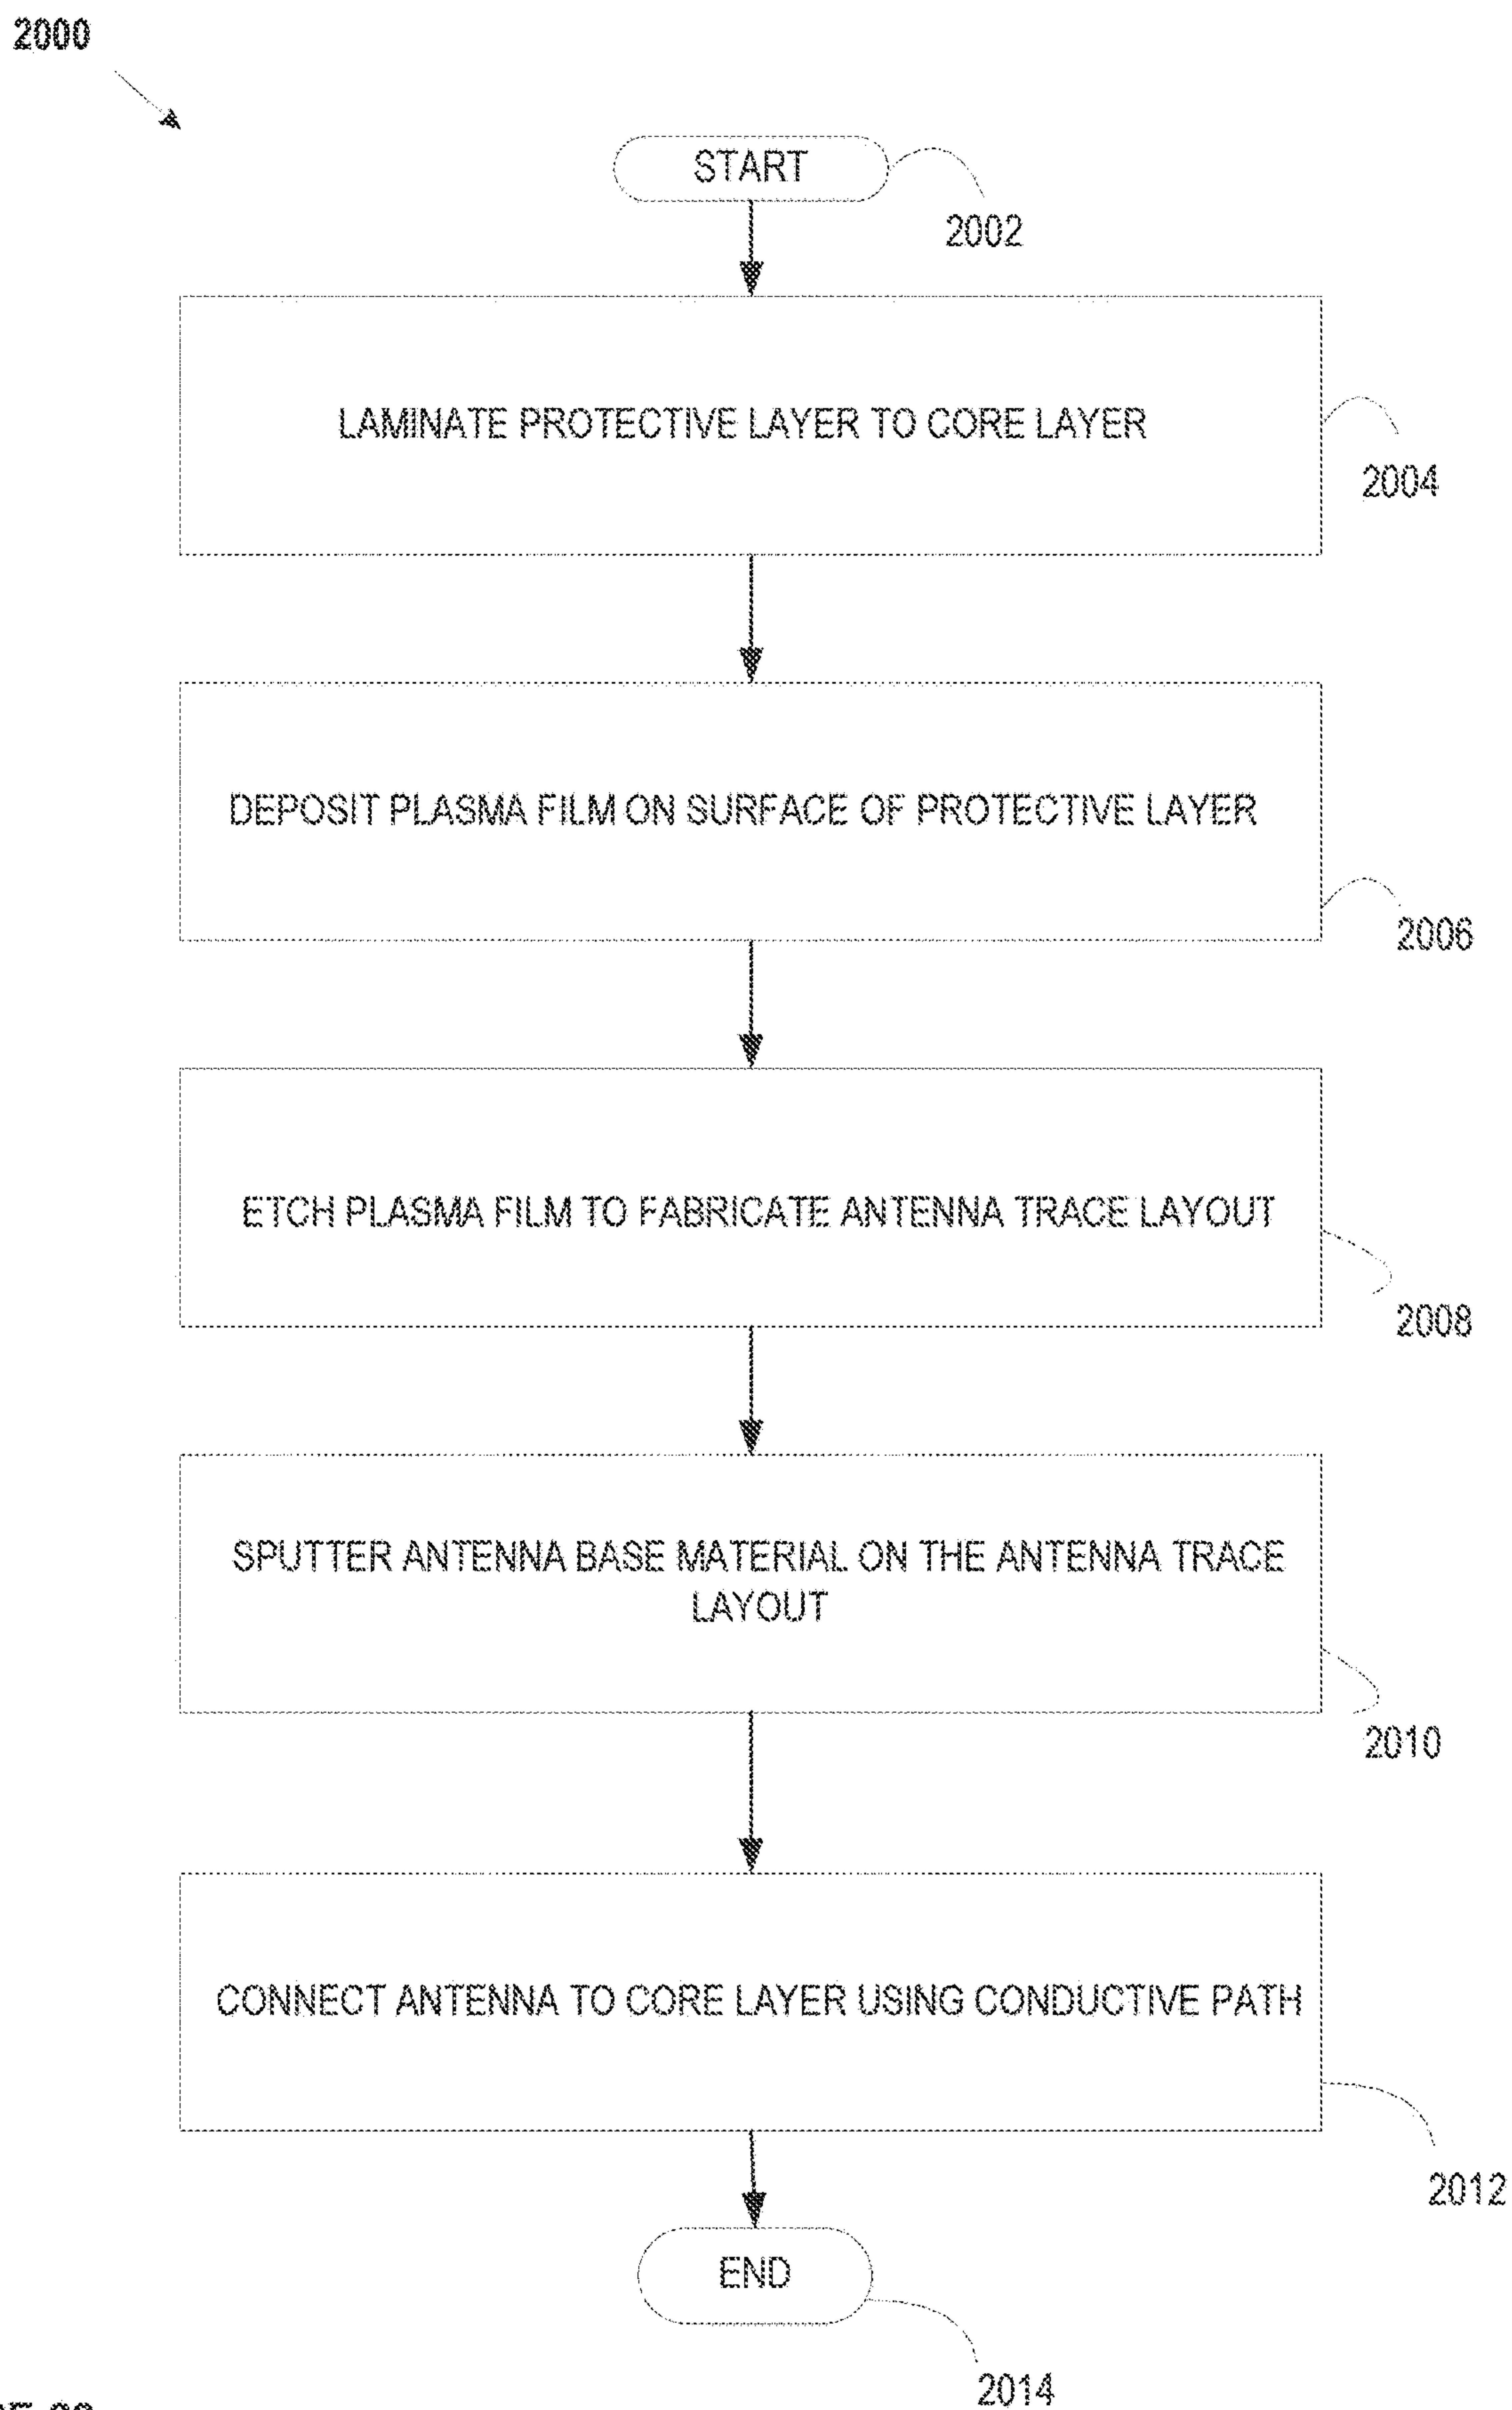 2000
START
2002
LAMINATE PROTECTIVE LAYER TO CORE LAYER
2004
DEPOSIT PLASMA FILM ON SURFACE OF PROTECTIVE LAYER
2006
ETCH PLASMA FILM TO FABRICATE ANTENNA TRACE LAYOUT
2008
SPUTTER ANTENNA BASE MATERIAL ON THE ANTENNA TRACE
LAYOUT
2010
CONNECT ANTENNA TO CORE LAYER USING CONDUCTIVE PATH
2012
END
2014